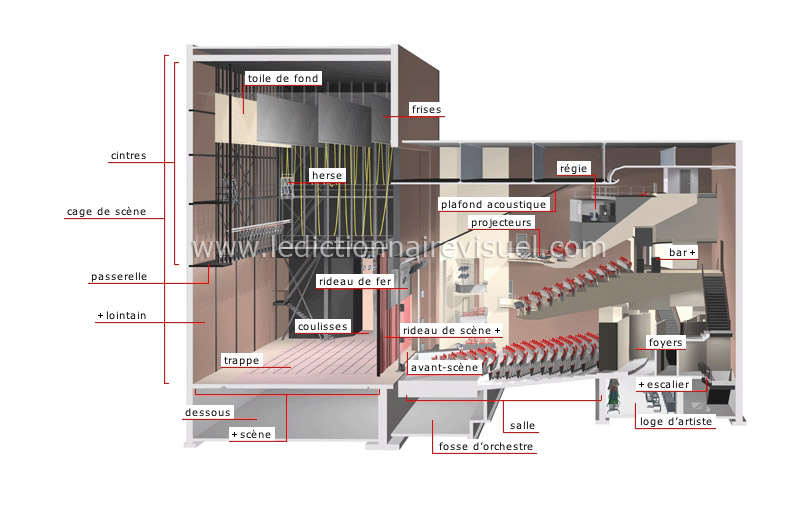 toile de fond
frises
cintres
régie
herse
plafond acoustique
cage de scène
projecteurs
www.ledictionnairevisuel.com
bar +
passerelle
rideau de fer
+ lointain
coulisses
rideau de scène +
foyers
trappe
avant-scène
+ escalier
dessous
salle
loge d'artiste
+ scène
fosse d'orchestre